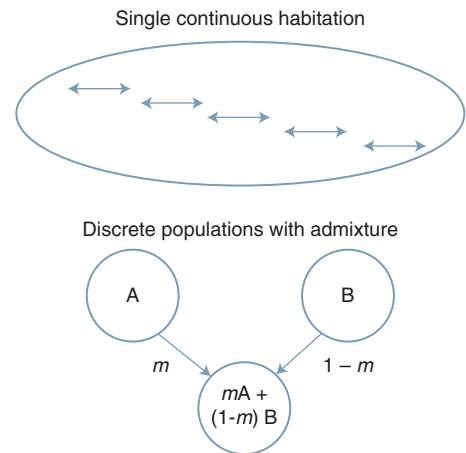 Single continuous habitation
Discrete populations with admixture
A
B
m
1 – m
mA +
(1-m) B